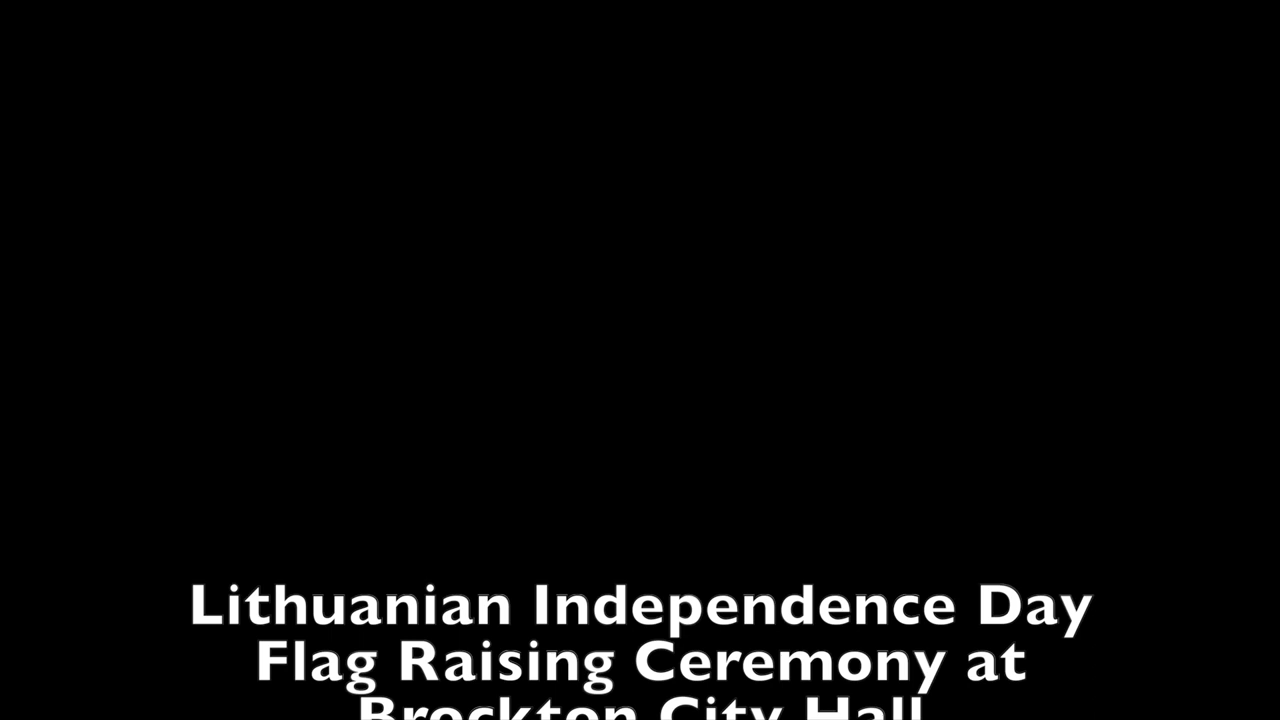 Lithuanian Independence Day
Flag Raising Ceremony at
Brockton City Hall